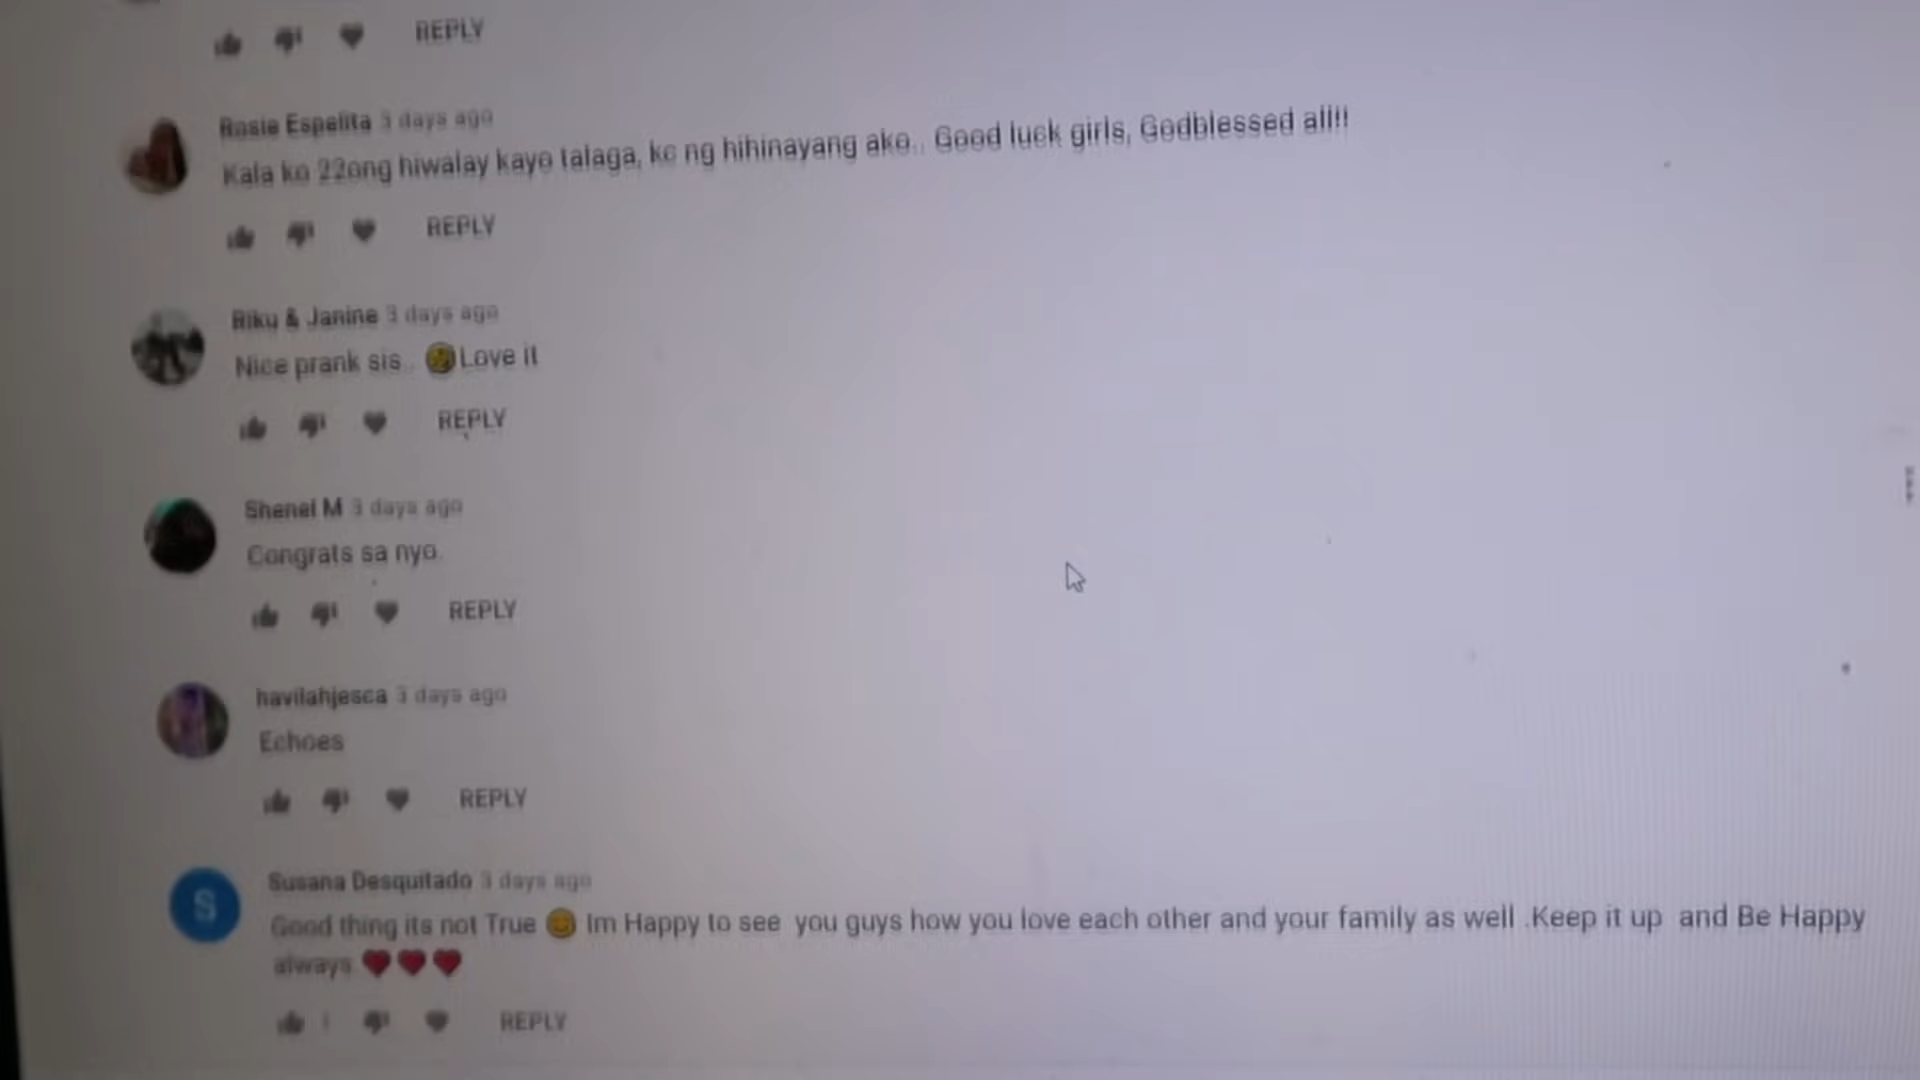 REPLY
Rosie Espelita 3 days ago
Kala ko 22ong hiwalay kayo talaga, kc ng hihinayang ako.. Good luck girls, Godblessed all!!
REPLY
Riku & Janine 3 days ago
Nice prank sis.. 🤣Love it
REPLY
Shenel M 3 days ago
Congrats sa nyo.
REPLY
havilahjesca 3 days ago
Echoes
REPLY
S
Susana Desquitado 3 days ago
Good thing its not True 😊 Im Happy to see you guys how you love each other and your family as well .Keep it up and Be Happy
always ❤❤❤
1 REPLY